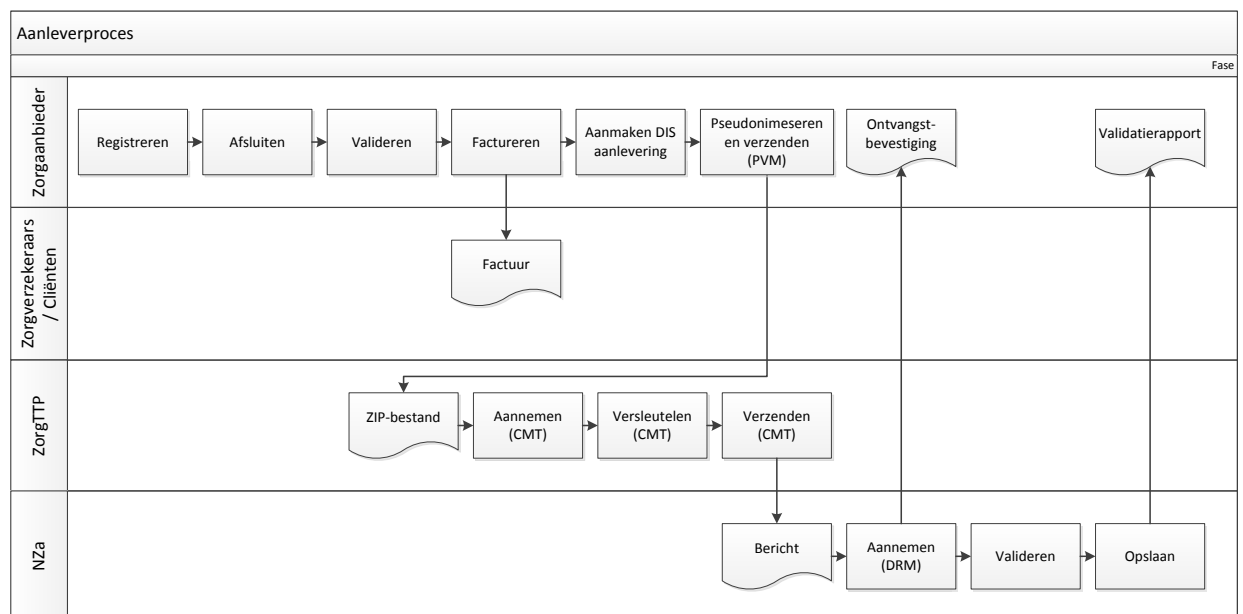 Aanleverproces
Fase
Zorgaanbieder
Registreren
Afsluiten
Valideren
Factureren
Aanmaken DIS
aanlevering
Pseudonimeseren
en verzenden
(PVM)
Ontvangst-
bevestiging
Validatierapport
Zorgverzekeraars
/ Cliënten
Factuur
ZorgTTP
ZIP-bestand
Aannemen
(CMT)
Versleutelen
(CMT)
Verzenden
(CMT)
NZa
Bericht
Aannemen
(DRM)
Valideren
Opslaan